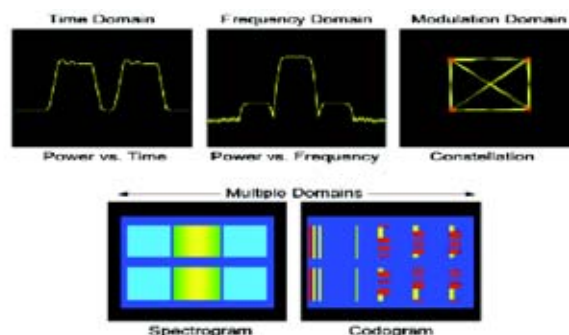 Time Domain
Frequency Domain
Modulation Domain
Power vs. Time
Power vs. Frequency
Constellation
Multiple Domains
Spectrogram
Codogram